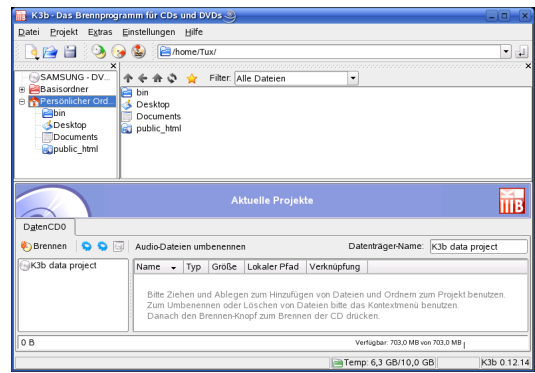 K3b - Das Brennprogramm für CDs und DVDs
Datei Projekt Extras Einstellungen Hilfe
/home/Tux/
SAMSUNG - DV...
Basisordner
Persönlicher Ord...
bin
Desktop
Documents
public_html
Filter: Alle Dateien
bin
Desktop
Documents
public_html
Aktuelle Projekte
DatenCD0
Brennen Audio-Dateien umbenennen Datenträger-Name: K3b data project
K3b data project
Name Typ Größe Lokaler Pfad Verknüpfung
Bitte Ziehen und Ablegen zum Hinzufügen von Dateien und Ordnern zum Projekt benutzen.
Zum Umbenennen oder Löschen von Dateien bitte das Kontextmenü benutzen.
Danach den Brennen-Knopf zum Brennen der CD drücken.
0 B Verfügbar: 703,0 MB von 703,0 MB
Temp: 6,3 GB/10,0 GB K3b 0.12.14